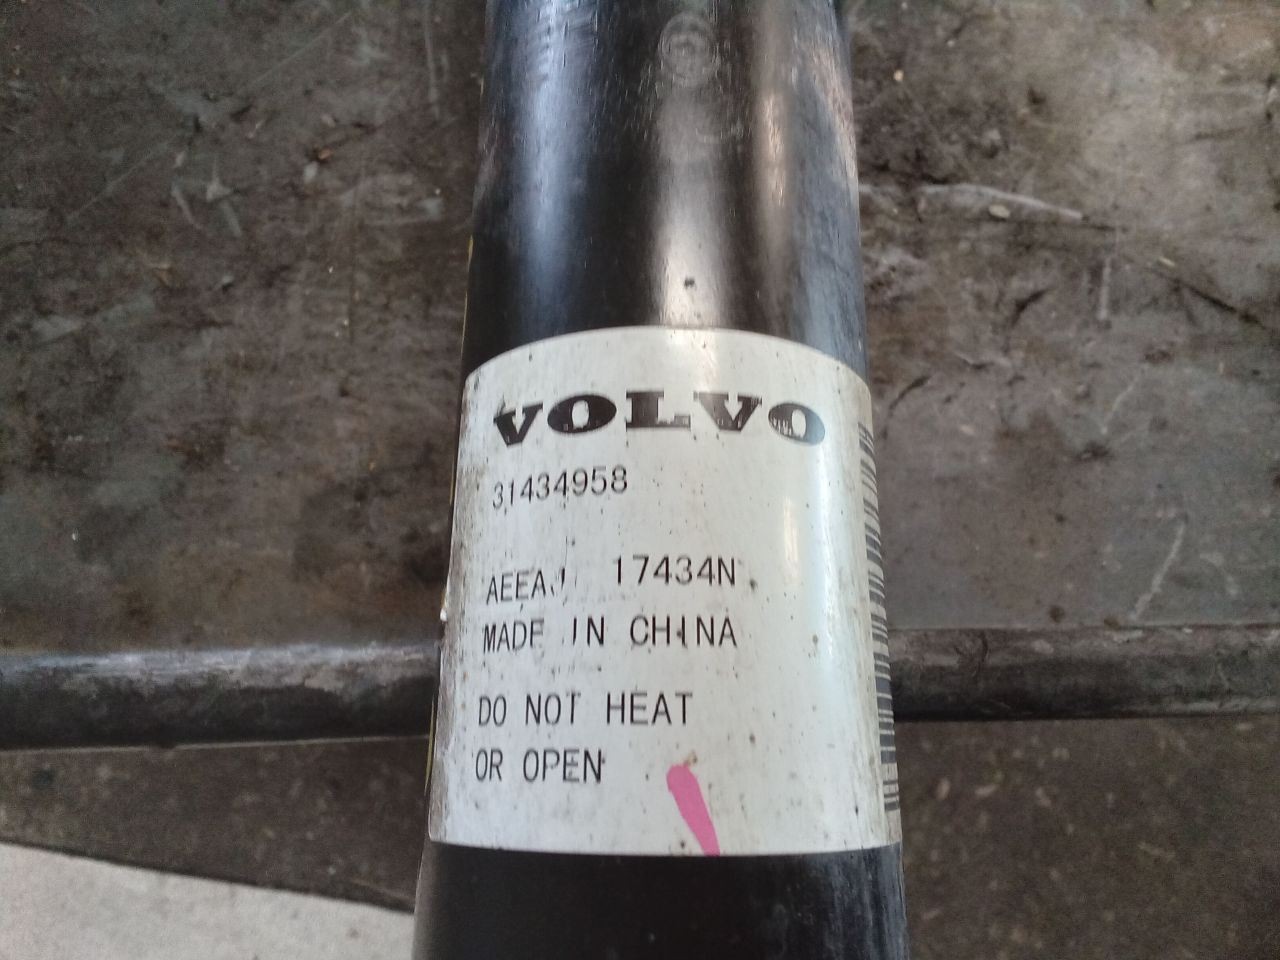 VOLVO
31434958
AEEAJ 17434N
MADE IN CHINA
DO NOT HEAT
OR OPEN